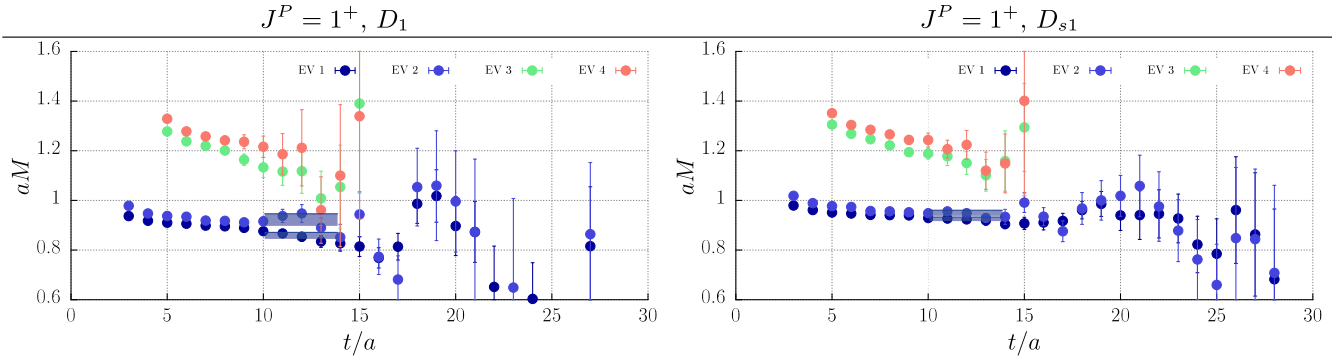 J^P = 1^+, D_1
J^P = 1^+, D_{s1}
EV 1 EV 2 EV 3 EV 4
aM
1.6
1.4
1.2
1
0.8
0.6
0 5 10 15 20 25 30
t/a
EV 1 EV 2 EV 3 EV 4
aM
1.6
1.4
1.2
1
0.8
0.6
0 5 10 15 20 25 30
t/a